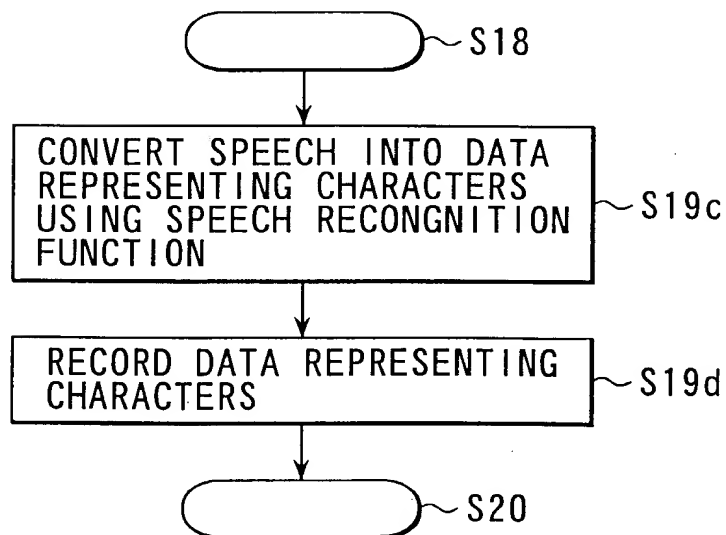 S18
CONVERT SPEECH INTO DATA
REPRESENTING CHARACTERS
USING SPEECH RECONGNITION
FUNCTION
S19c
RECORD DATA REPRESENTING
CHARACTERS
S19d
S20